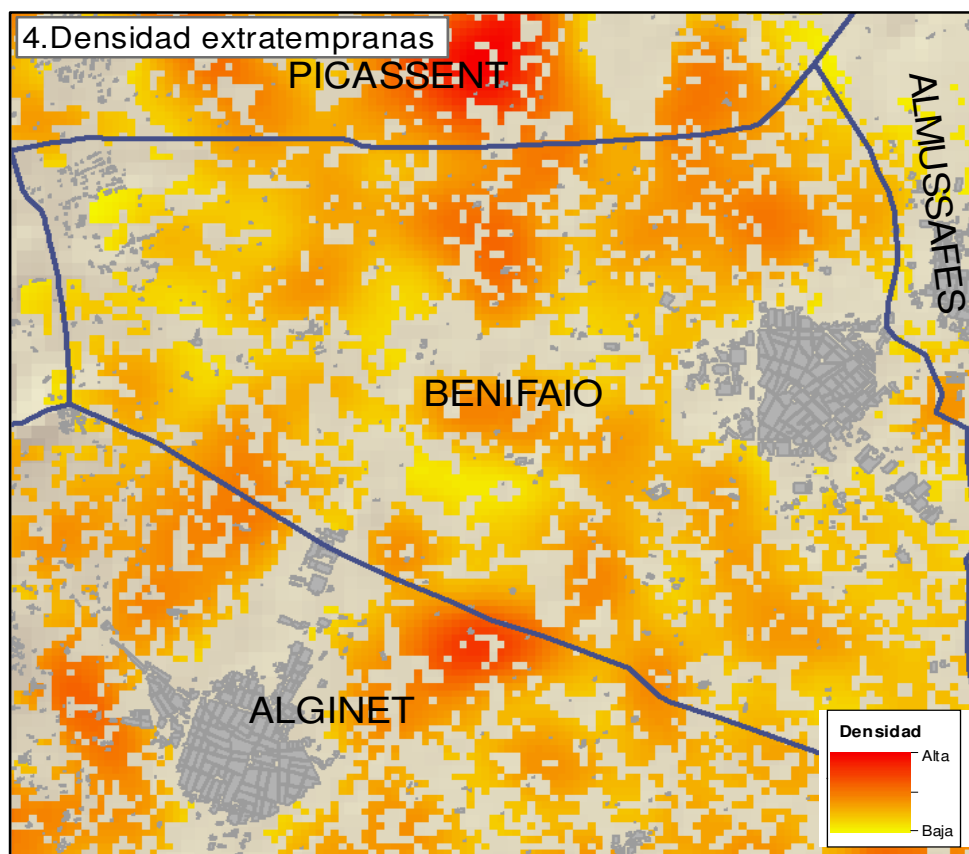 4.Densidad extratempranas
PICASSENT
ALMUSSAFES
BENIFAIO
ALGINET
Densidad
Alta
Baja